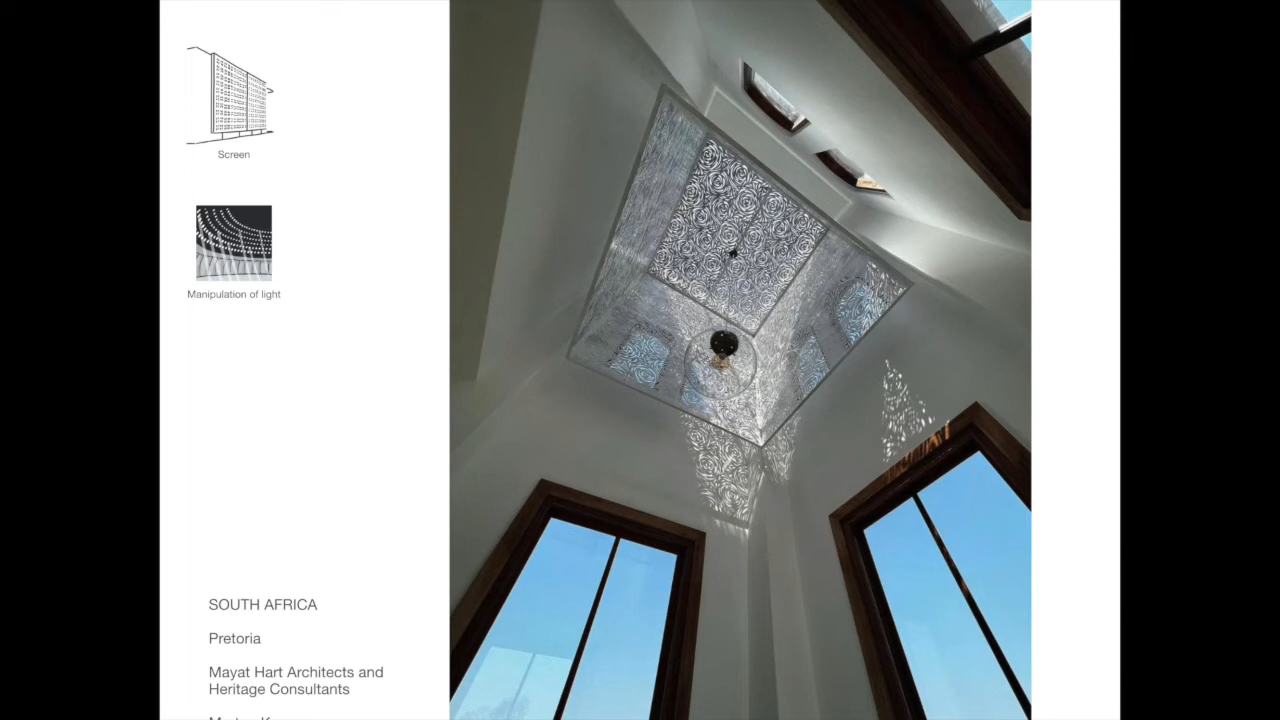 Screen
Manipulation of light
SOUTH AFRICA
Pretoria
Mayat Hart Architects and
Heritage Consultants